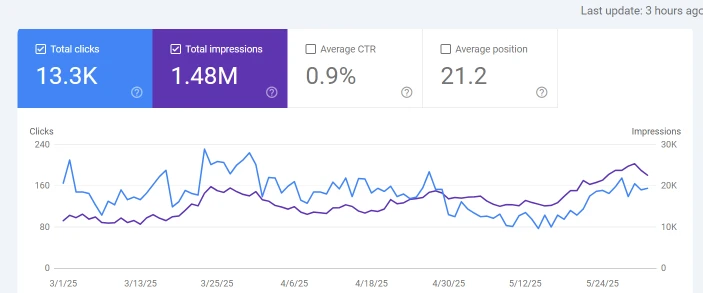 Last update: 3 hours ago
Total clicks
13.3K
Total impressions
1.48M
Average CTR
0.9%
Average position
21.2
Clicks
Impressions
240
30K
160
20K
80
10K
0
0
3/1/25 3/13/25 3/25/25 4/6/25 4/18/25 4/30/25 5/12/25 5/24/25